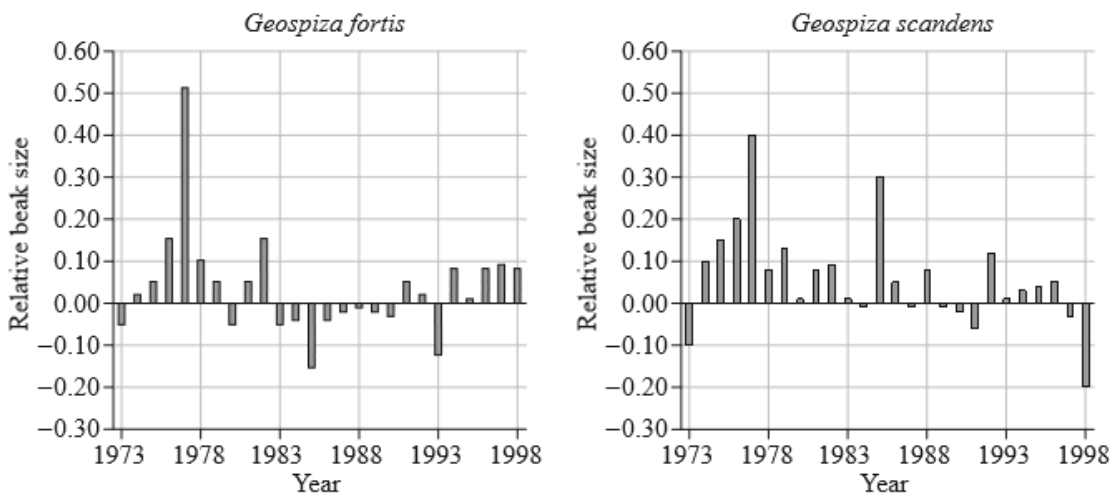 Geospiza fortis
0.60
0.50
0.40
0.30
0.20
0.10
0.00
−0.10
−0.20
−0.30
Relative beak size
1973 1978 1983 1988 1993 1998
Year
Geospiza scandens
0.60
0.50
0.40
0.30
0.20
0.10
0.00
−0.10
−0.20
−0.30
Relative beak size
1973 1978 1983 1988 1993 1998
Year